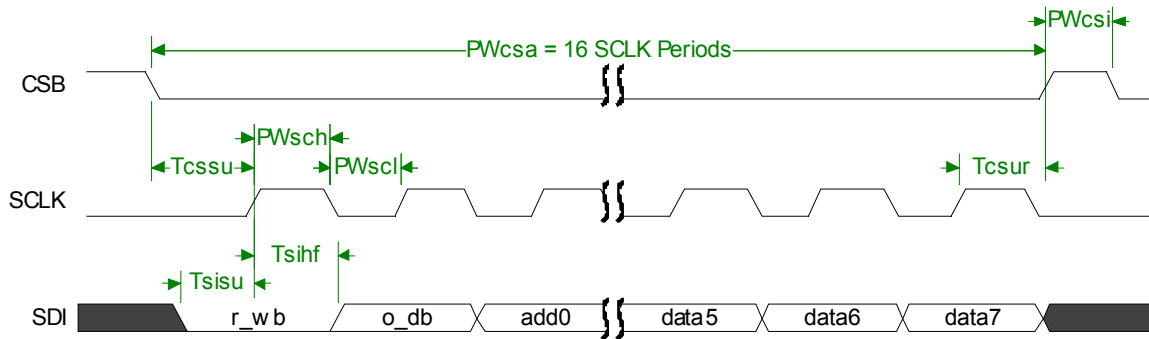 PWcsi
PWcsa = 16 SCLK Periods
CSB
PWsch
Tcssu
PWscl
Tcsur
SCLK
Tsihf
Tsisu
SDI
r_wb
o_db
add0
data5
data6
data7